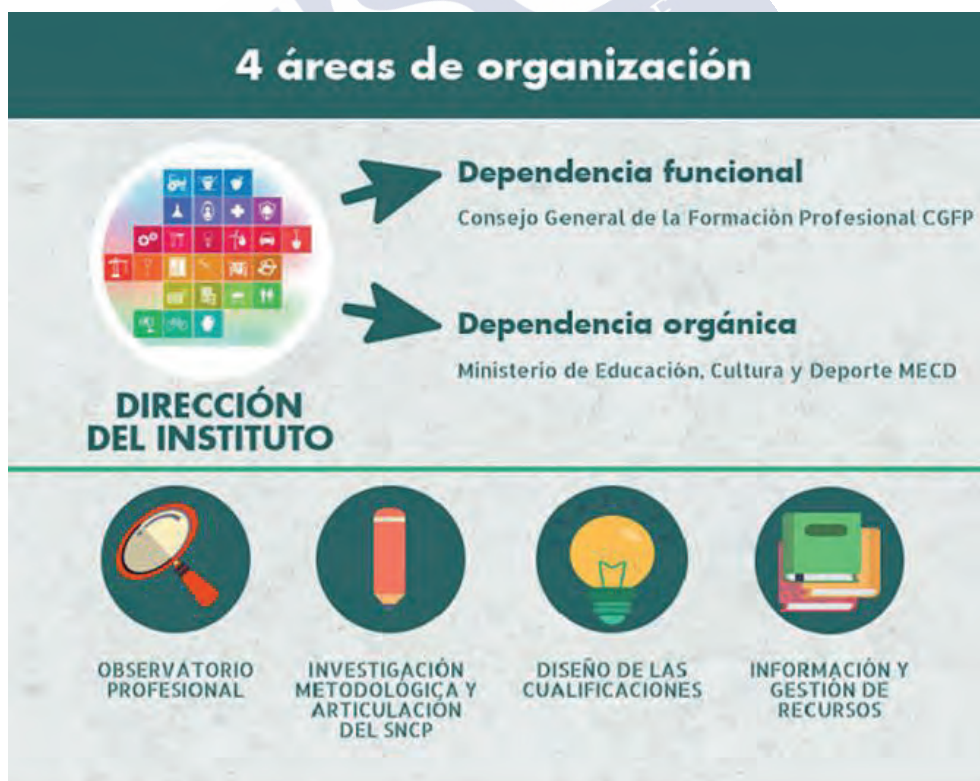 4 áreas de organización
Dependencia funcional
Consejo General de la Formación Profesional CGFP
Dependencia orgánica
Ministerio de Educación, Cultura y Deporte MECD
DIRECCIÓN
DEL INSTITUTO
OBSERVATORIO
PROFESIONAL
INVESTIGACIÓN
METODOLÓGICA Y
ARTICULACIÓN
DEL SNCP
DISEÑO DE LAS
CUALIFICACIONES
INFORMACIÓN Y
GESTIÓN DE
RECURSOS